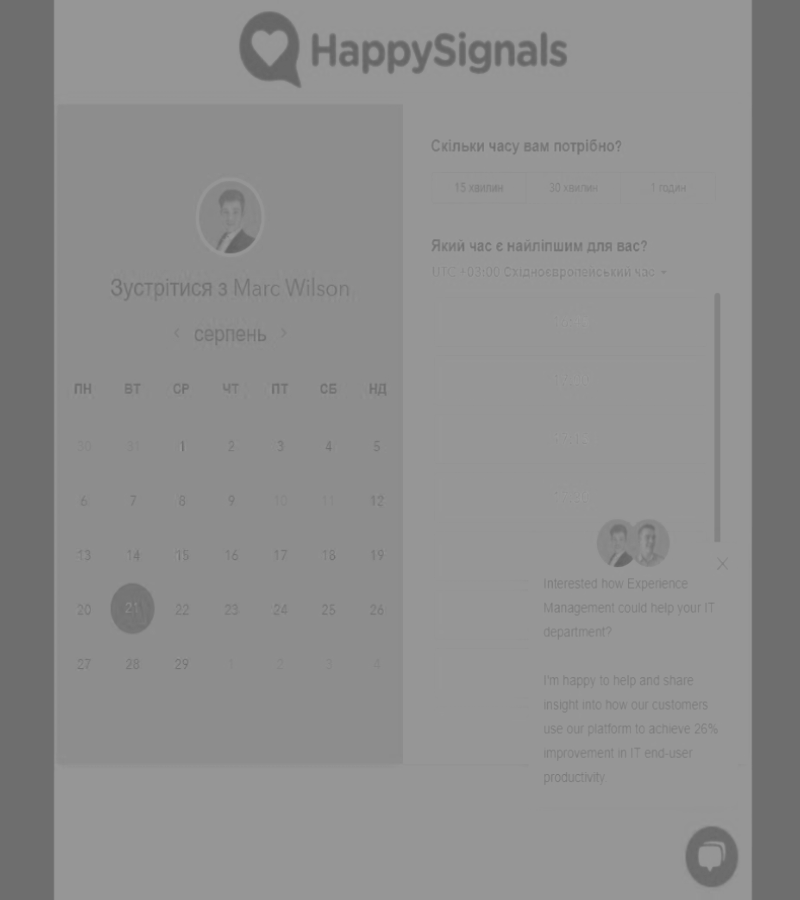 HappySignals
Зустрітися з Marc Wilson
серпень
ПН ВТ СР ЧТ ПТ СБ НД
30 31 1 2 3 4 5
6 7 8 9 10 11 12
13 14 15 16 17 18 19
20 21 22 23 24 25 26
27 28 29 1 2 3 4
Скільки часу вам потрібно?
15 хвилин 30 хвилин 1 годин
Який час є найліпшим для вас?
UTC +03:00 Східноєвропейський час
Interested how Experience
Management could help your IT
department?
I'm happy to help and share
insight into how our customers
use our platform to achieve 26%
improvement in IT end-user
productivity